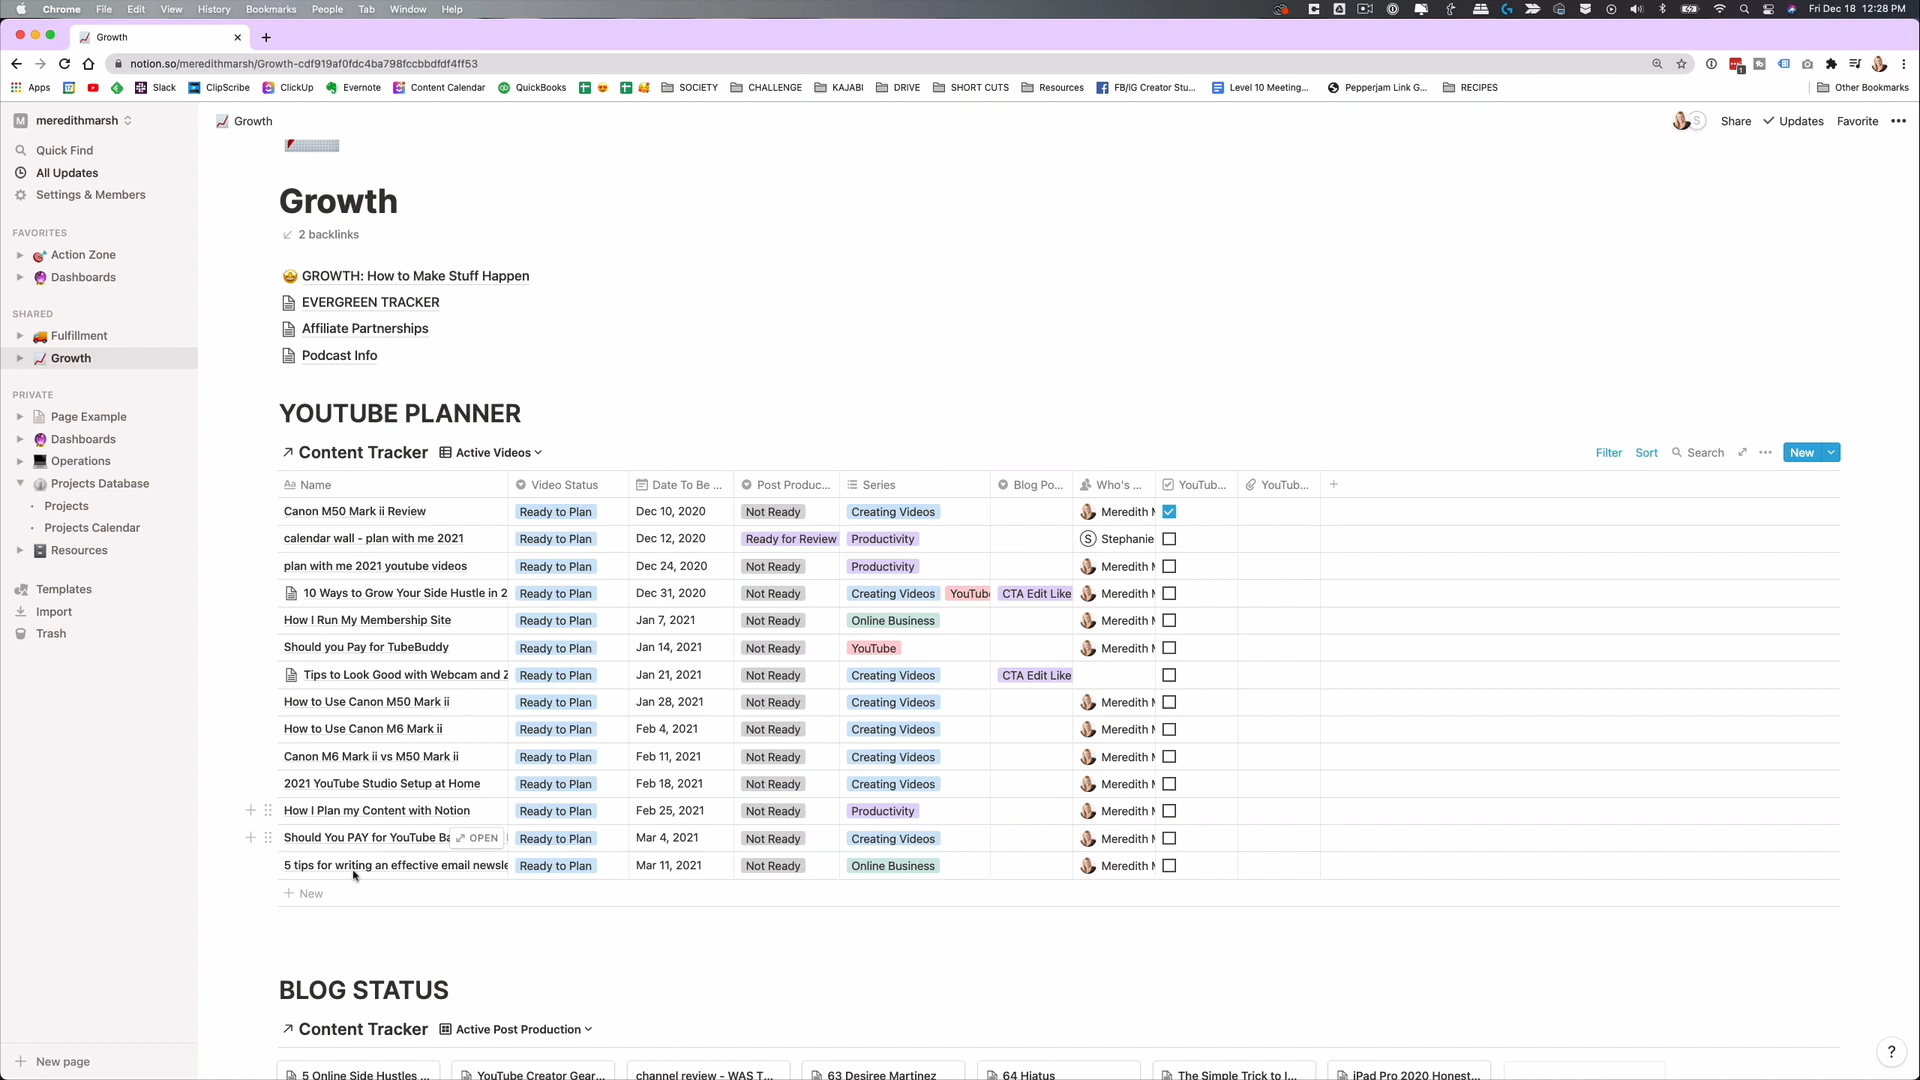 Chrome File Edit View History Bookmarks People Tab Window Help Fri Dec 18 12:28 PM
Growth
notion.so/meredithmarsh/Growth-cdf919af0fdc4ba798fccbbdfdf4ff53
Apps Slack ClipScribe ClickUp Evernote Content Calendar QuickBooks SOCIETY CHALLENGE KAJABI DRIVE SHORT CUTS Resources FB/IG Creator Stu... Level 10 Meeting... Pepperjam Link G... RECIPES Other Bookmarks
M meredithmarsh
Quick Find
All Updates
Settings & Members
FAVORITES
Action Zone
Dashboards
SHARED
Fulfillment
Growth
PRIVATE
Page Example
Dashboards
Operations
Projects Database
Projects
Projects Calendar
Resources
Templates
Import
Trash
New page
Growth S Share Updates Favorite
Growth
2 backlinks
GROWTH: How to Make Stuff Happen
EVERGREEN TRACKER
Affiliate Partnerships
Podcast Info
YOUTUBE PLANNER
Content Tracker Active Videos Filter Sort Search New
Aa Name Video Status Date To Be ... Post Produc... Series Blog Po... Who's ... YouTub... YouTub...
Canon M50 Mark ii Review Ready to Plan Dec 10, 2020 Not Ready Creating Videos Meredith M
calendar wall - plan with me 2021 Ready to Plan Dec 12, 2020 Ready for Review Productivity S Stephanie
plan with me 2021 youtube videos Ready to Plan Dec 24, 2020 Not Ready Productivity Meredith M
10 Ways to Grow Your Side Hustle in 2 Ready to Plan Dec 31, 2020 Not Ready Creating Videos YouTube CTA Edit Like Meredith M
How I Run My Membership Site Ready to Plan Jan 7, 2021 Not Ready Online Business Meredith M
Should you Pay for TubeBuddy Ready to Plan Jan 14, 2021 Not Ready YouTube Meredith M
Tips to Look Good with Webcam and Z Ready to Plan Jan 21, 2021 Not Ready Creating Videos CTA Edit Like
How to Use Canon M50 Mark ii Ready to Plan Jan 28, 2021 Not Ready Creating Videos Meredith M
How to Use Canon M6 Mark ii Ready to Plan Feb 4, 2021 Not Ready Creating Videos Meredith M
Canon M6 Mark ii vs M50 Mark ii Ready to Plan Feb 11, 2021 Not Ready Creating Videos Meredith M
2021 YouTube Studio Setup at Home Ready to Plan Feb 18, 2021 Not Ready Creating Videos Meredith M
How I Plan my Content with Notion Ready to Plan Feb 25, 2021 Not Ready Productivity Meredith M
Should You PAY for YouTube Ba OPEN Ready to Plan Mar 4, 2021 Not Ready Creating Videos Meredith M
5 tips for writing an effective email newsle Ready to Plan Mar 11, 2021 Not Ready Online Business Meredith M
New
BLOG STATUS
Content Tracker Active Post Production
5 Online Side Hustles ... YouTube Creator Gear... channel review - WAS T... 63 Desiree Martinez 64 Hiatus The Simple Trick to I... iPad Pro 2020 Honest...
?